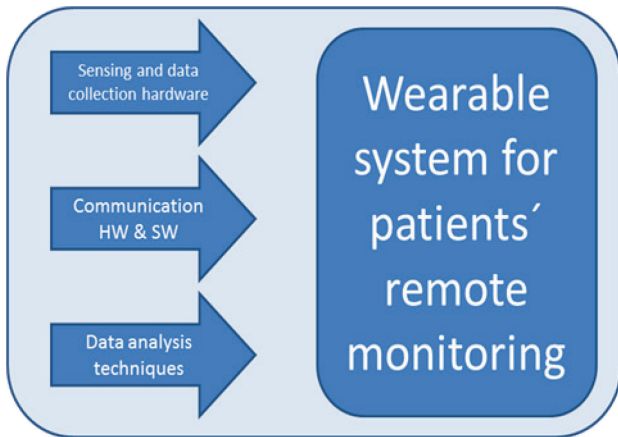 Sensing and data
collection hardware
Communication
HW & SW
Data analysis
techniques
Wearable
system for
patients´
remote
monitoring